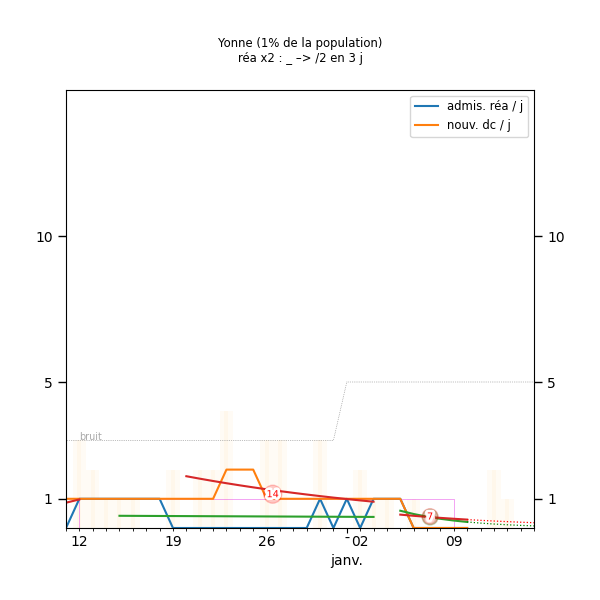 Yonne (1% de la population)
réa x2 : _ –> /2 en 3 j
admis. réa / j
nouv. dc / j
10
10
5
5
bruit
1
1
14
7
12
19
26
02
09
janv.